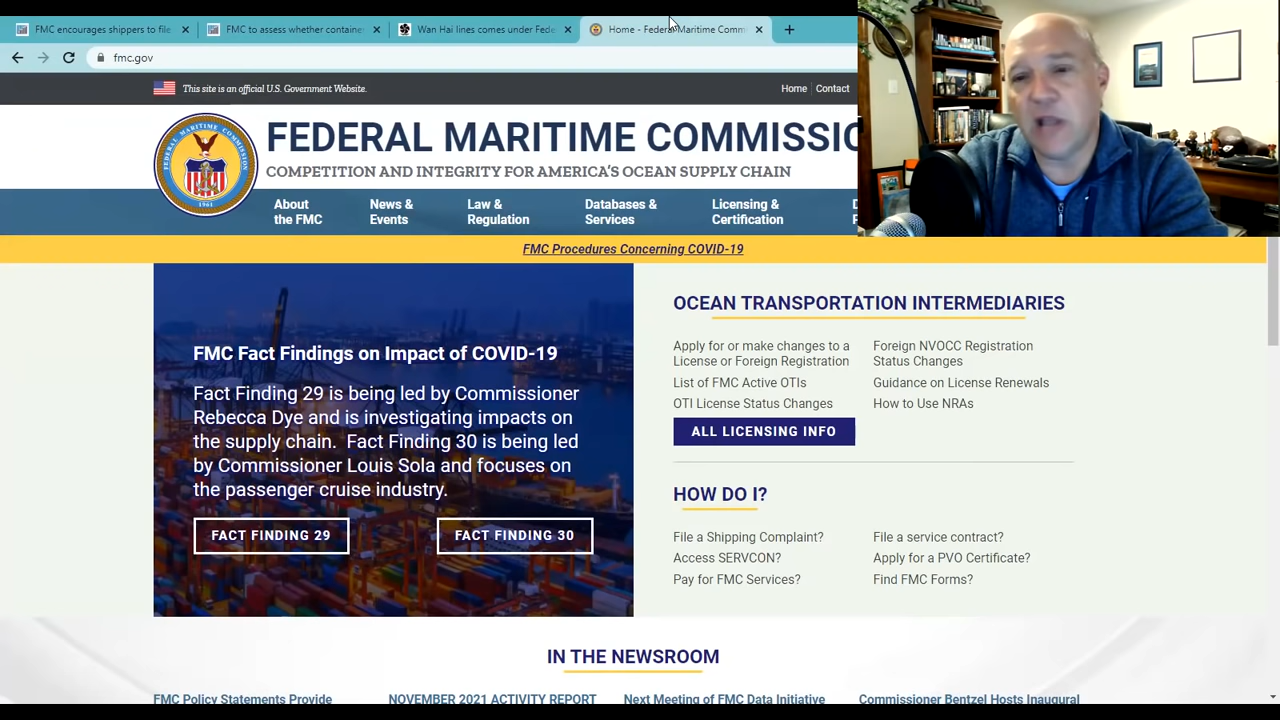 FMC encourages shippers to file
FMC to assess whether containe
Wan Hai lines comes under Fede
Home - Federal Maritime Comm
fmc.gov
This site is an official U.S. Government Website.
Home
Contact
FEDERAL MARITIME COMMISSIO
COMPETITION AND INTEGRITY FOR AMERICA'S OCEAN SUPPLY CHAIN
About
the FMC
News &
Events
Law &
Regulation
Databases &
Services
Licensing &
Certification
FMC Procedures Concerning COVID-19
FMC Fact Findings on Impact of COVID-19
Fact Finding 29 is being led by Commissioner
Rebecca Dye and is investigating impacts on
the supply chain. Fact Finding 30 is being led
by Commissioner Louis Sola and focuses on
the passenger cruise industry.
FACT FINDING 29
FACT FINDING 30
OCEAN TRANSPORTATION INTERMEDIARIES
Apply for or make changes to a
License or Foreign Registration
List of FMC Active OTIs
OTI License Status Changes
Foreign NVOCC Registration
Status Changes
Guidance on License Renewals
How to Use NRAs
ALL LICENSING INFO
HOW DO I?
File a Shipping Complaint?
Access SERVCON?
Pay for FMC Services?
File a service contract?
Apply for a PVO Certificate?
Find FMC Forms?
IN THE NEWSROOM
FMC Policy Statements Provide
NOVEMBER 2021 ACTIVITY REPORT
Next Meeting of FMC Data Initiative
Commissioner Bentzel Hosts Inaugural